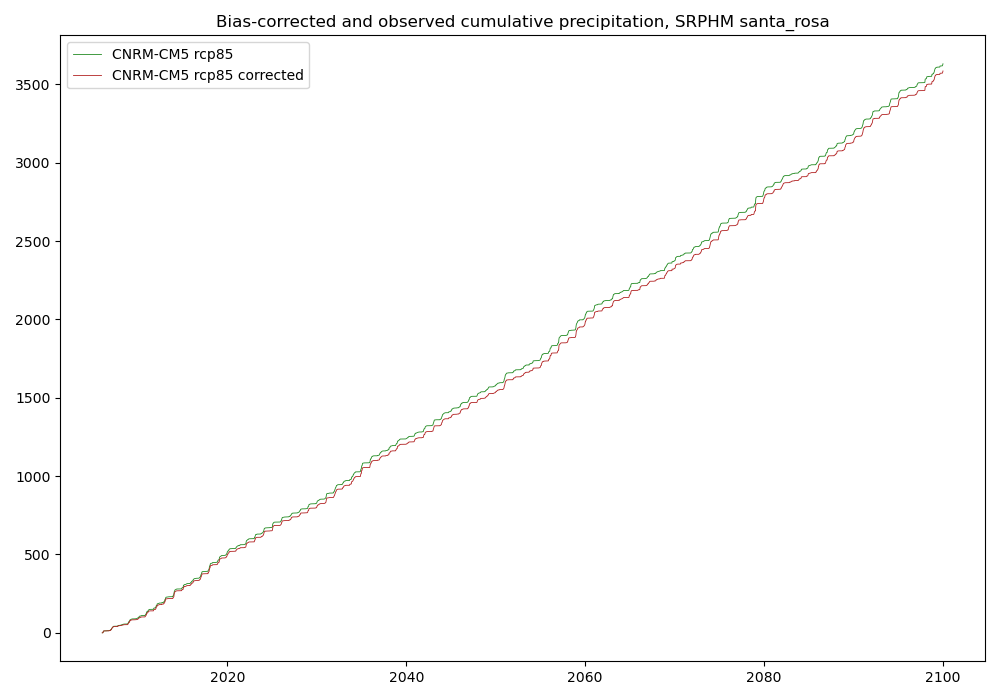 Bias-corrected and observed cumulative precipitation, SRPHM santa_rosa
CNRM-CM5 rcp85
CNRM-CM5 rcp85 corrected
3500
3000
2500
2000
1500
1000
500
0
2020 2040 2060 2080 2100